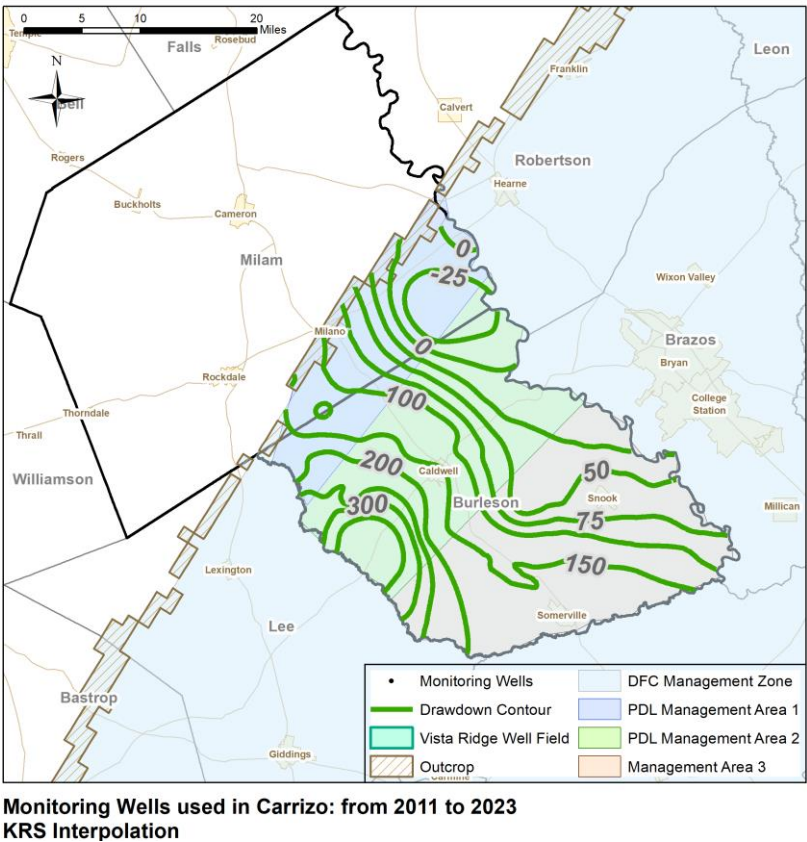 0 5 10 20
Miles
Temple
Falls
Rosebud
Leon
N
Bell
Franklin
Calvert
Rogers
Robertson
Hearne
Buckholts
Cameron
0
Milam
-25
Wixon Valley
Milano
Brazos
0
Bryan
Rockdale
100
College
Station
Thorndale
Thrall
200
Caldwell
50
Williamson
Snook
300
Burleson
Millican
75
Lexington
150
Lee
Somerville
Bastrop
Giddings
Monitoring Wells
Drawdown Contour
Vista Ridge Well Field
Outcrop
DFC Management Zone
PDL Management Area 1
PDL Management Area 2
Management Area 3
Monitoring Wells used in Carrizo: from 2011 to 2023
KRS Interpolation